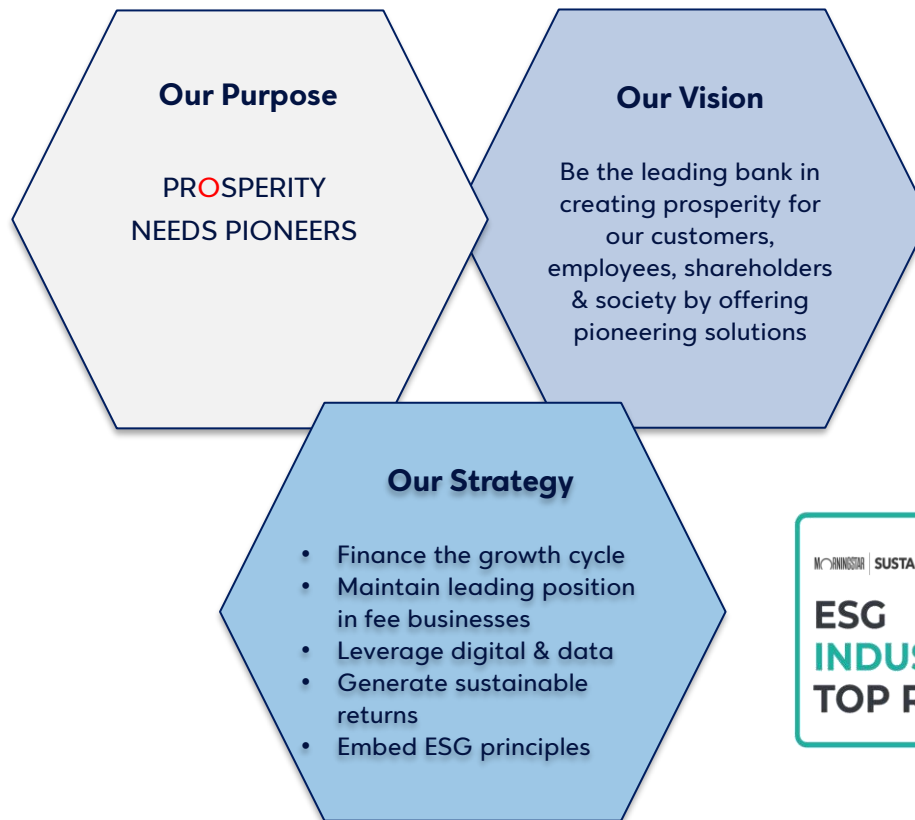 Our Purpose
PROSPERITY
NEEDS PIONEERS
Our Vision
Be the leading bank in
creating prosperity for
our customers,
employees, shareholders
& society by offering
pioneering solutions
Our Strategy
• Finance the growth cycle
• Maintain leading position
in fee businesses
• Leverage digital & data
• Generate sustainable
returns
• Embed ESG principles
MORNINGSTAR
ESG
TOP